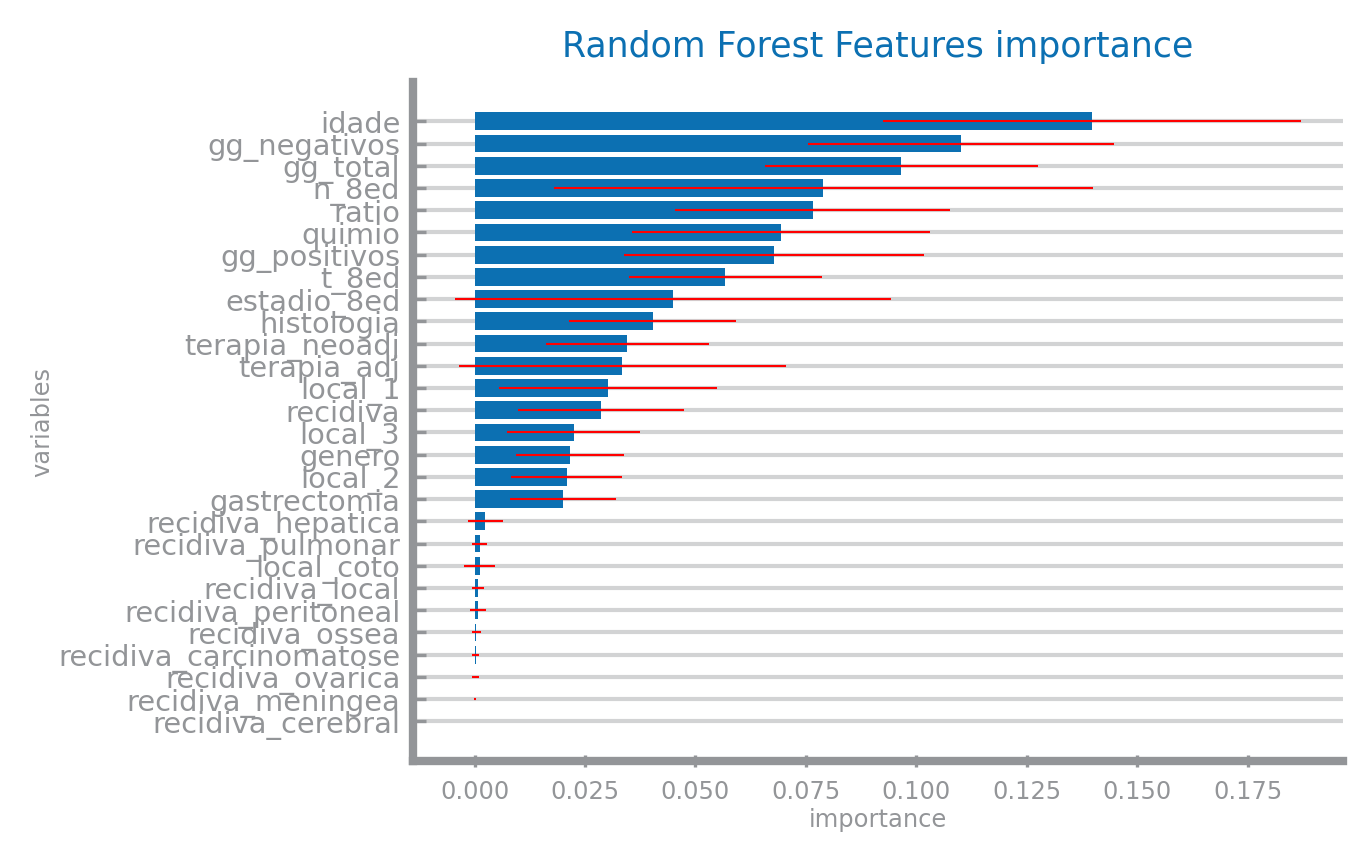 Random Forest Features importance
idade
gg_negativos
gg_total
n_8ed
ratio
quimio
gg_positivos
t_8ed
estadio_8ed
histologia
terapia_neoadj
terapia_adj
local_1
recidiva
local_3
genero
local_2
gastrectomia
recidiva_hepatica
recidiva_pulmonar
local_coto
recidiva_local
recidiva_peritoneal
recidiva_ossea
recidiva_carcinomatose
recidiva_ovarica
recidiva_meningea
recidiva_cerebral
variables
0.000 0.025 0.050 0.075 0.100 0.125 0.150 0.175
importance